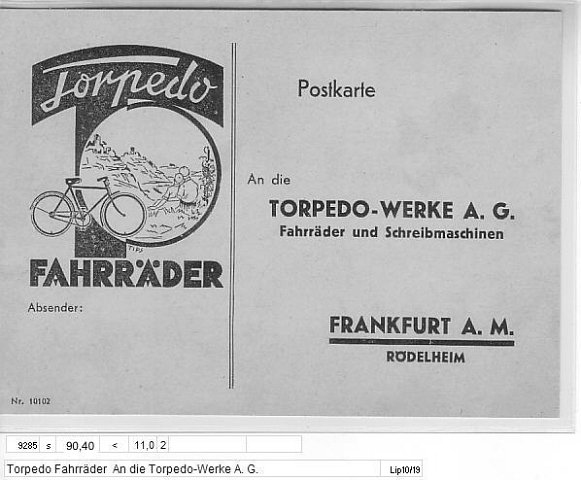 Torpedo
TIPS
FAHRRÄDER
Absender:
Nr. 10102
Postkarte
An die
TORPEDO-WERKE A. G.
Fahrräder und Schreibmaschinen
FRANKFURT A. M.
RÖDELHEIM
9285 s 90,40 < 11,0 2
Torpedo Fahrräder An die Torpedo-Werke A. G. Lip10/19